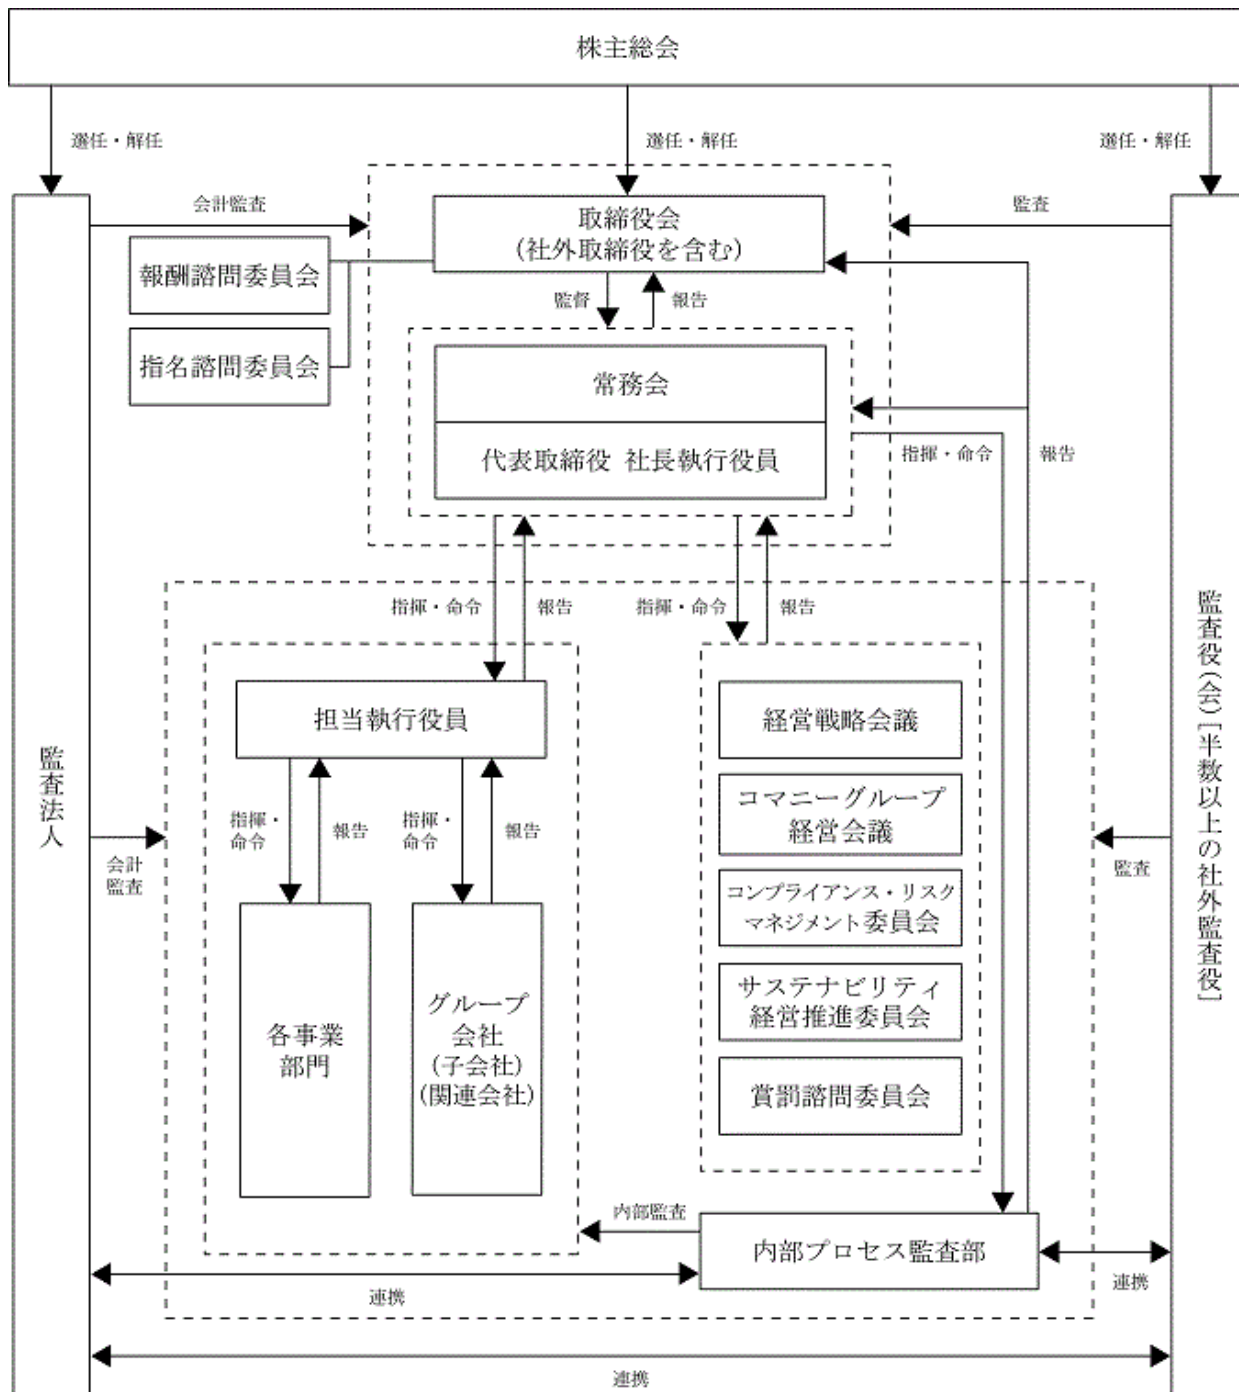 株主総会
選任・解任
選任・解任
選任・解任
会計監査
取締役会
(社外取締役を含む)
監査
報酬諮問委員会
監督
報告
指名諮問委員会
常務会
代表取締役 社長執行役員
指揮・命令
報告
指揮・命令
報告
指揮・命令
報告
監査法人
監査役(会)[半数以上の社外監査役]
担当執行役員
経営戦略会議
指揮・
命令
報告
指揮・
命令
報告
コマニーグループ
経営会議
会計
監査
監査
コンプライアンス・リスク
マネジメント委員会
各事業
部門
グループ
会社
(子会社)
(関連会社)
サステナビリティ
経営推進委員会
賞罰諮問委員会
内部監査
内部プロセス監査部
連携
連携
連携